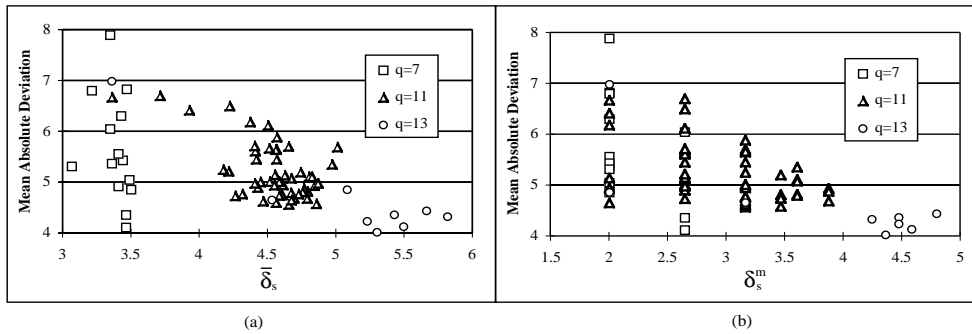 Mean Absolute Deviation
8
7
6
5
4
3 3.5 4 4.5 5 5.5 6
δ̄s
q=7
q=11
q=13
(a)
Mean Absolute Deviation
8
7
6
5
4
1.5 2 2.5 3 3.5 4 4.5 5
δsᵐ
q=7
q=11
q=13
(b)